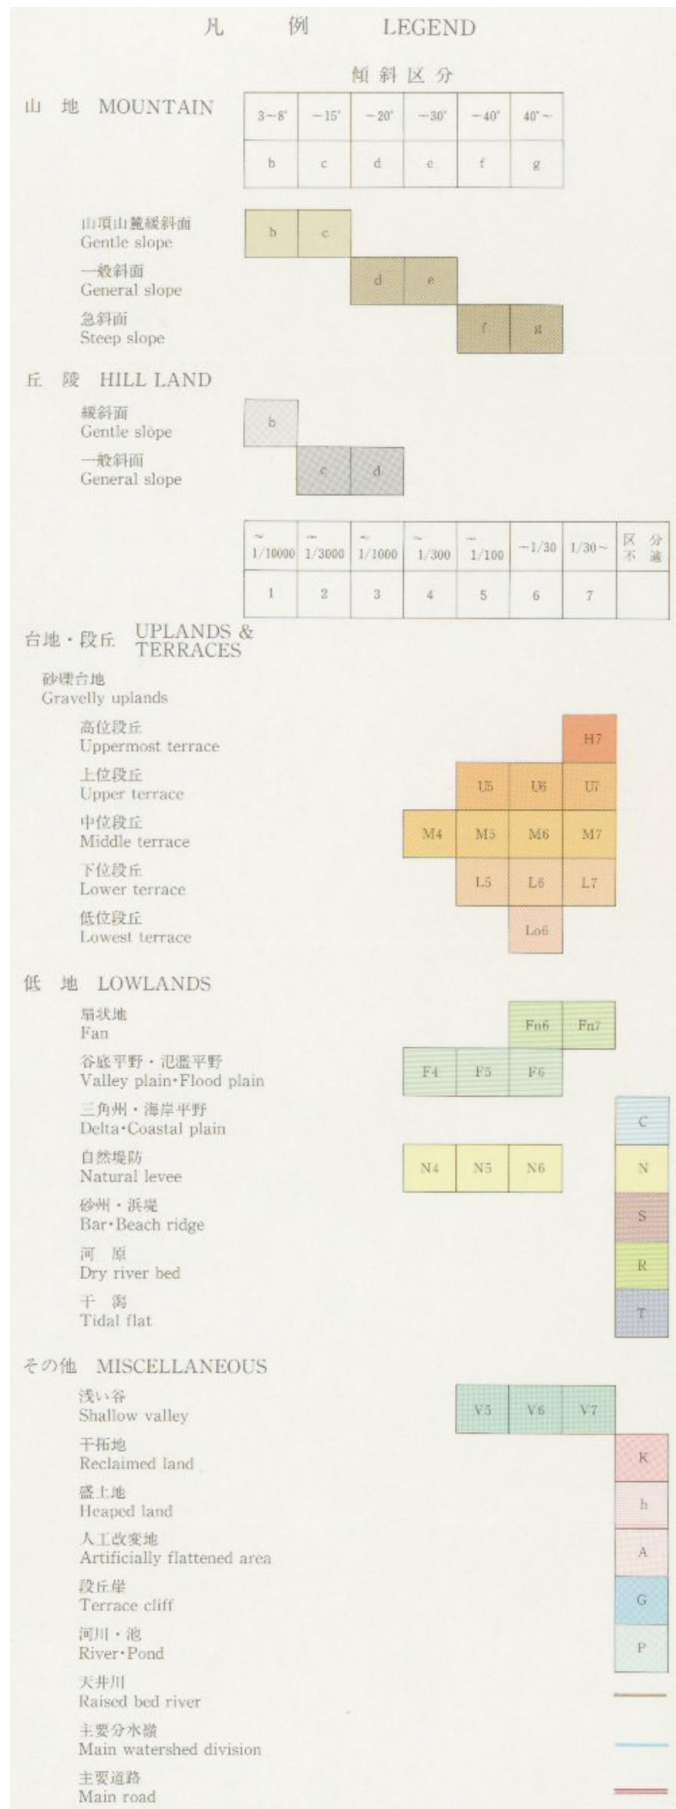 凡 例 LEGEND
傾斜区分
山 地 MOUNTAIN
3~8° ~15° ~20° ~30° ~40° 40°~
b c d e f g
山頂山麓緩斜面
Gentle slope
b c
一般斜面
General slope
d e
急斜面
Steep slope
f g
丘 陵 HILL LAND
緩斜面
Gentle slope
b
一般斜面
General slope
c d
~ ~ ~ ~ ~ ~1/30 1/30~ 区 分
1/10000 1/3000 1/1000 1/300 1/100 不 適
1 2 3 4 5 6 7
台地・段丘 UPLANDS &
TERRACES
砂礫台地
Gravelly uplands
高位段丘
Uppermost terrace
H7
上位段丘
Upper terrace
U5 U6 U7
中位段丘
Middle terrace
M4 M5 M6 M7
下位段丘
Lower terrace
L5 L6 L7
低位段丘
Lowest terrace
Lo6
低 地 LOWLANDS
扇状地
Fan
Fn6 Fn7
谷底平野・氾濫平野
Valley plain・Flood plain
F4 F5 F6
三角州・海岸平野
Delta・Coastal plain
C
自然堤防
Natural levee
N4 N5 N6 N
砂州・浜堤
Bar・Beach ridge
S
河 原
Dry river bed
R
干 潟
Tidal flat
T
その他 MISCELLANEOUS
浅い谷
Shallow valley
V5 V6 V7
干拓地
Reclaimed land
K
盛土地
Heaped land
h
人工改変地
Artificially flattened area
A
段丘崖
Terrace cliff
G
河川・池
River・Pond
P
天井川
Raised bed river
主要分水嶺
Main watershed division
主要道路
Main road